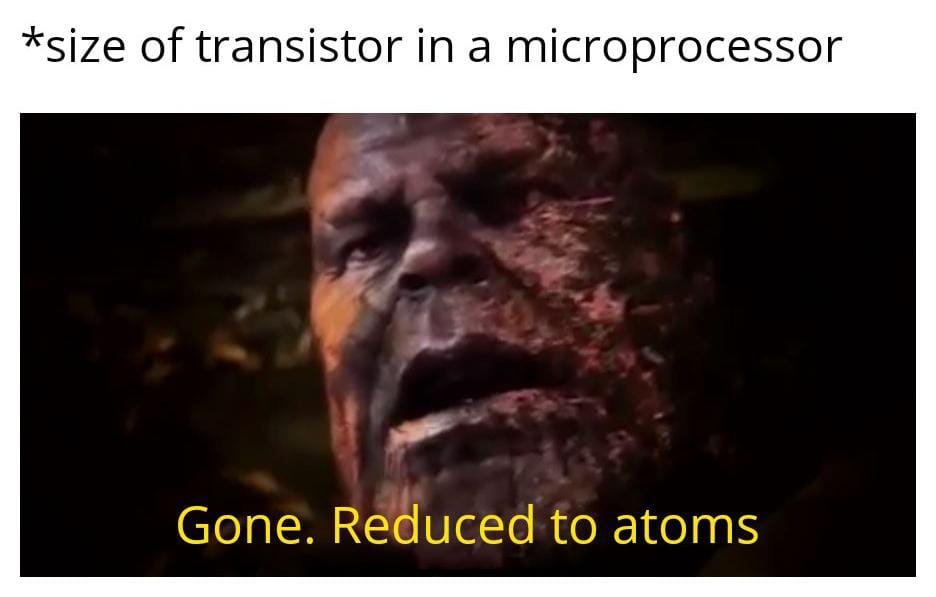 *size of transistor in a microprocessor
Gone. Reduced to atoms